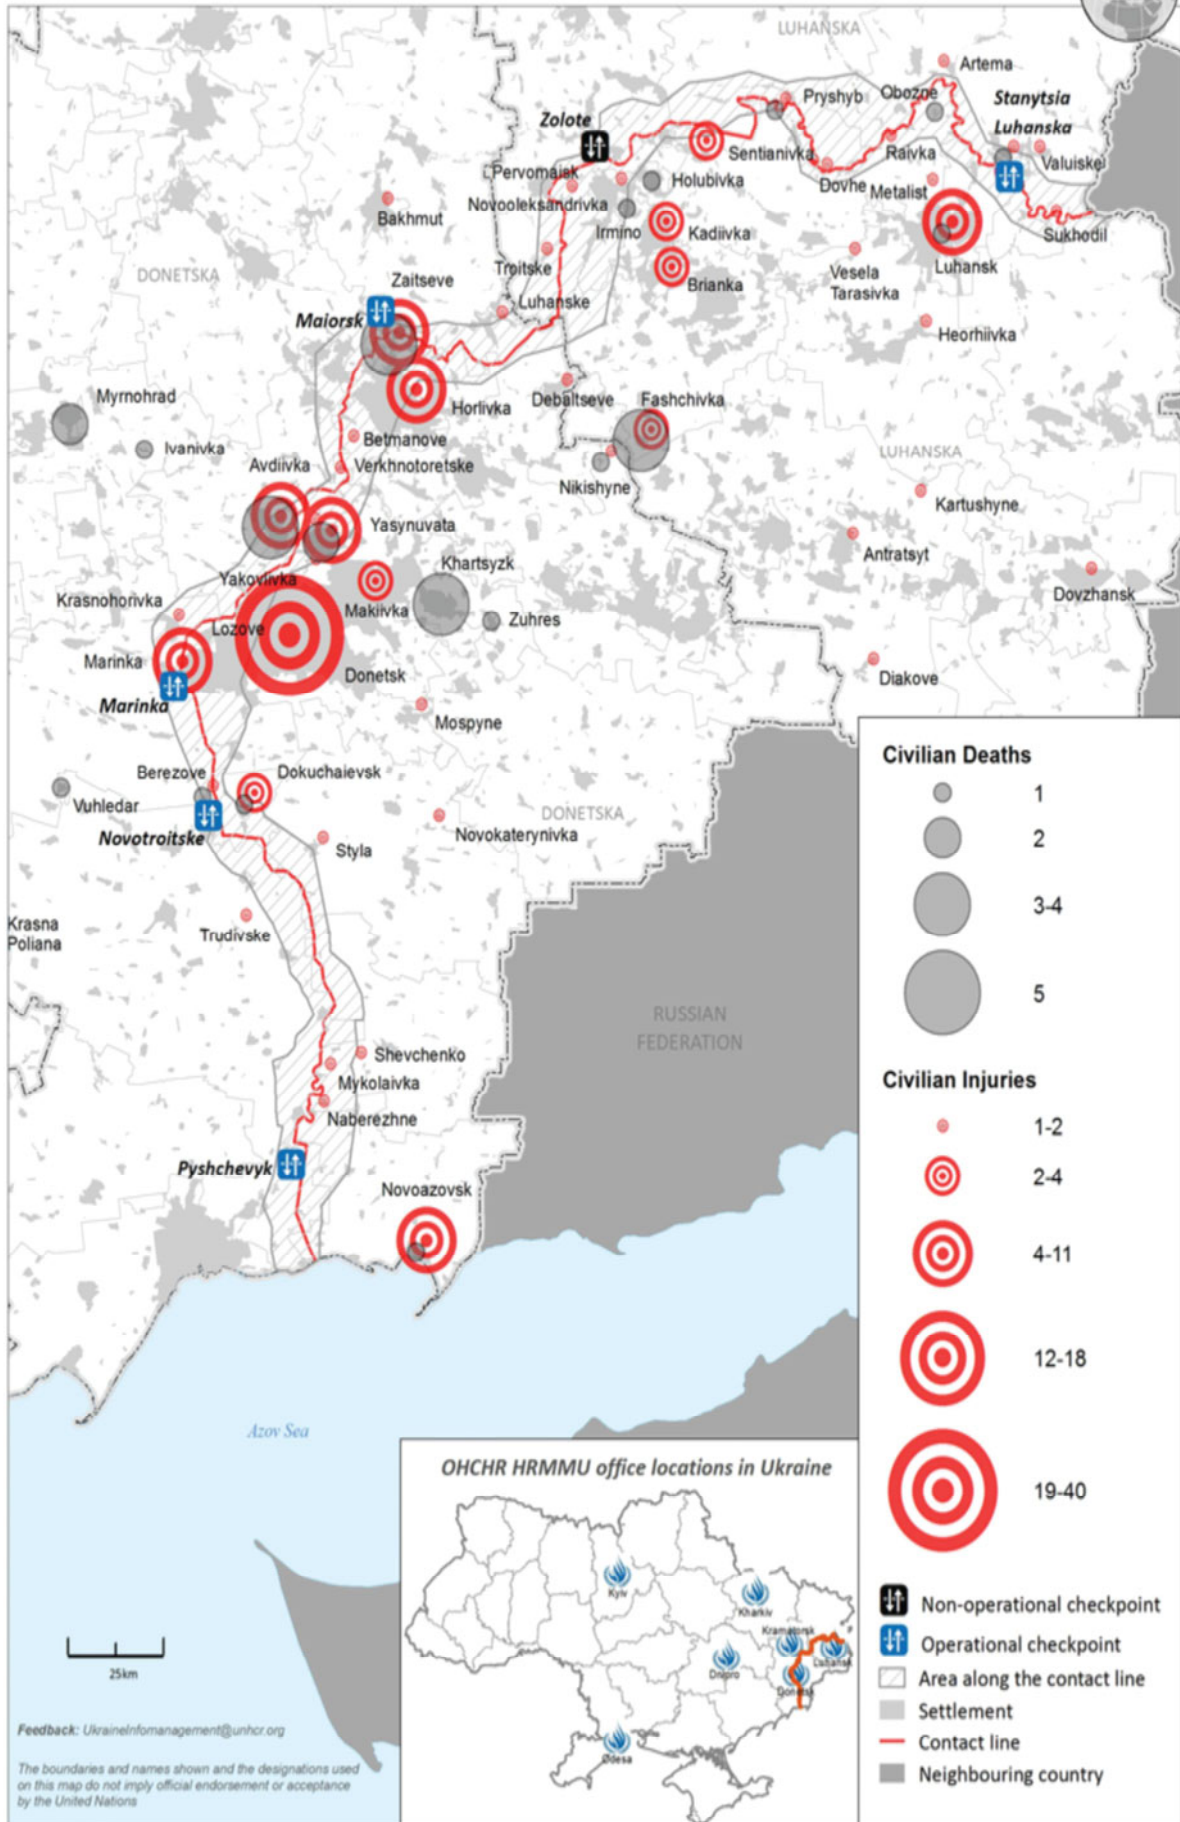 LUHANSKA
Artema
Pryshyb
Obozne
Stanytsia
Luhanska
Zolote
Sentianivka
Raivka
Valuiske
Pervomaisk
Holubivka
Dovhe
Metalist
Novooleksandrivka
Bakhmut
Irmino
Kadiivka
Sukhodil
DONETSKA
Troitske
Luhansk
Zaitseve
Brianka
Vesela
Tarasivka
Luhanske
Maiorsk
Heorhiivka
Myrnohrad
Horlivka
Debaltseve
Fashchivka
Ivanivka
Betmanove
LUHANSKA
Avdiivka
Verkhnotoretske
Nikishyne
Kartushyne
Yasynuvata
Antratsyt
Khartsyzk
Yakovlivka
Dovzhansk
Krasnohorivka
Makiivka
Zuhres
Lozove
Marinka
Donetsk
Diakove
Marinka
Mospyne
Berezove
Dokuchaievsk
Vuhledar
DONETSKA
Novotroitske
Styla
Novokaterynivka
Krasna
Poliana
Trudivske
RUSSIAN
FEDERATION
Shevchenko
Mykolaivka
Naberezhne
Pyshchevyk
Novoazovsk
Azov Sea
Civilian Deaths
1
2
3-4
5
Civilian Injuries
1-2
2-4
4-11
12-18
19-40
Non-operational checkpoint
Operational checkpoint
Area along the contact line
Settlement
Contact line
Neighbouring country
OHCHR HRMMU office locations in Ukraine
Kyiv
Kharkiv
Kramatorsk
Luhansk
Dnipro
Donetsk
Odesa
25km
Feedback: UkraineInfomanagement@unhcr.org
The boundaries and names shown and the designations used
on this map do not imply official endorsement or acceptance
by the United Nations